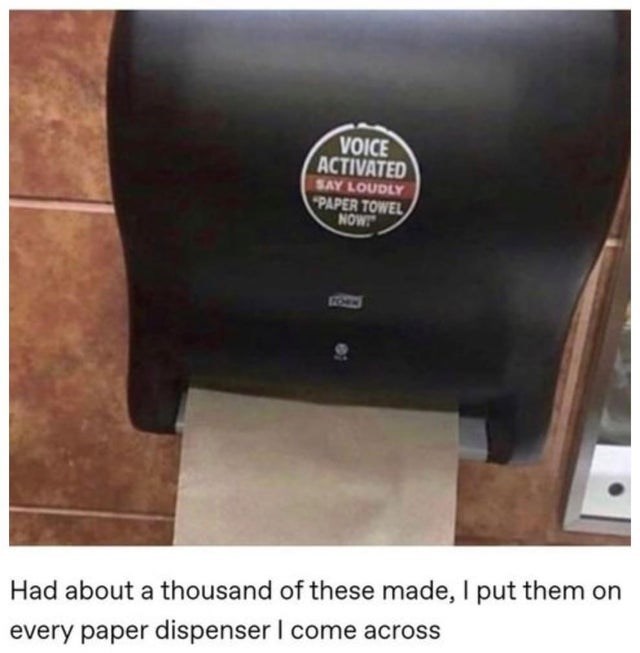 VOICE
ACTIVATED
SAY LOUDLY
"PAPER TOWEL
NOW!"
TORK
Had about a thousand of these made, I put them on
every paper dispenser I come across